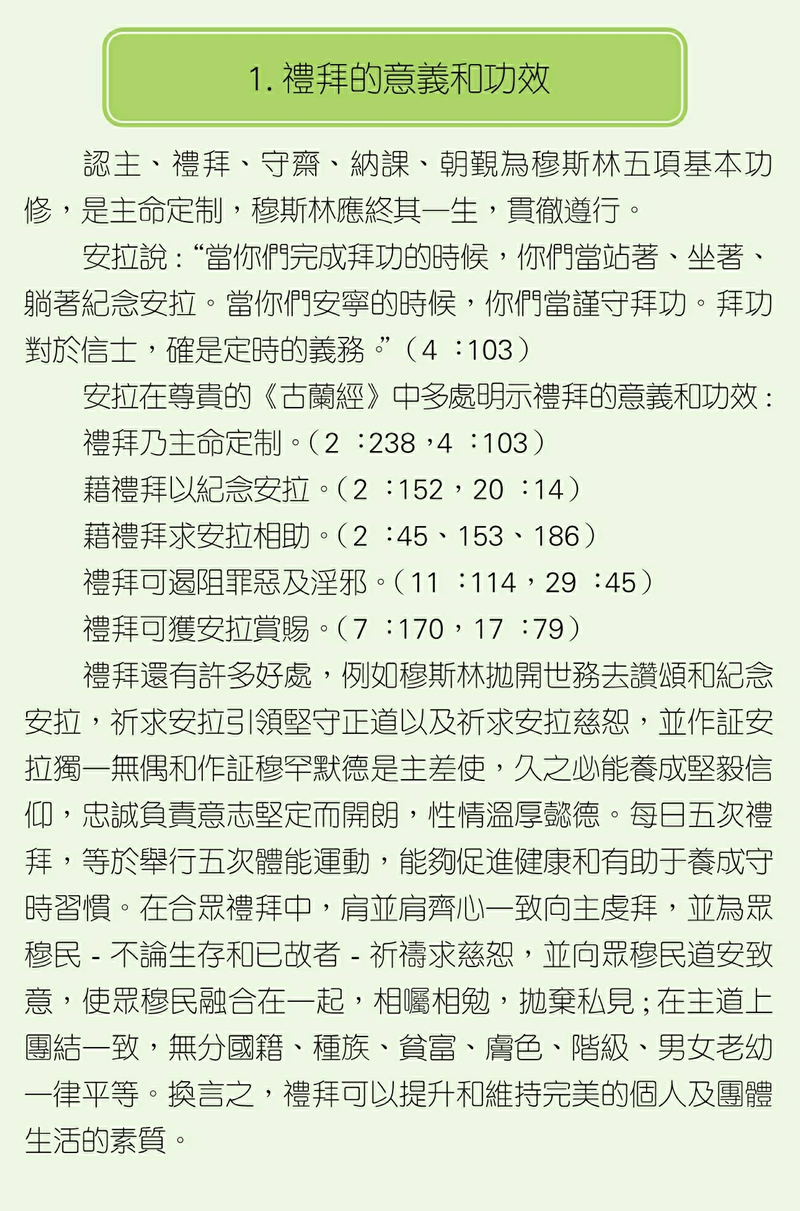 1. 禮拜的意義和功效
認主、禮拜、守齋、納課、朝覲為穆斯林五項基本功
修，是主命定制，穆斯林應終其一生，貫徹遵行。
安拉說：“當你們完成拜功的時候，你們當站著、坐著、
躺著紀念安拉。當你們安寧的時候，你們當謹守拜功。拜功
對於信士，確是定時的義務。”（4 ：103）
安拉在尊貴的《古蘭經》中多處明示禮拜的意義和功效：
禮拜乃主命定制。（2 ：238，4 ：103）
藉禮拜以紀念安拉。（2 ：152，20 ：14）
藉禮拜求安拉相助。（2 ：45、153、186）
禮拜可遏阻罪惡及淫邪。（11 ：114，29 ：45）
禮拜可獲安拉賞賜。（7 ：170，17 ：79）
禮拜還有許多好處，例如穆斯林拋開世務去讚頌和紀念
安拉，祈求安拉引領堅守正道以及祈求安拉慈恕，並作証安
拉獨一無偶和作証穆罕默德是主差使，久之必能養成堅毅信
仰，忠誠負責意志堅定而開朗，性情溫厚懿德。每日五次禮
拜，等於舉行五次體能運動，能夠促進健康和有助于養成守
時習慣。在合眾禮拜中，肩並肩齊心一致向主虔拜，並為眾
穆民 - 不論生存和已故者 - 祈禱求慈恕，並向眾穆民道安致
意，使眾穆民融合在一起，相囑相勉，拋棄私見；在主道上
團結一致，無分國籍、種族、貧富、膚色、階級、男女老幼
一律平等。換言之，禮拜可以提升和維持完美的個人及團體
生活的素質。